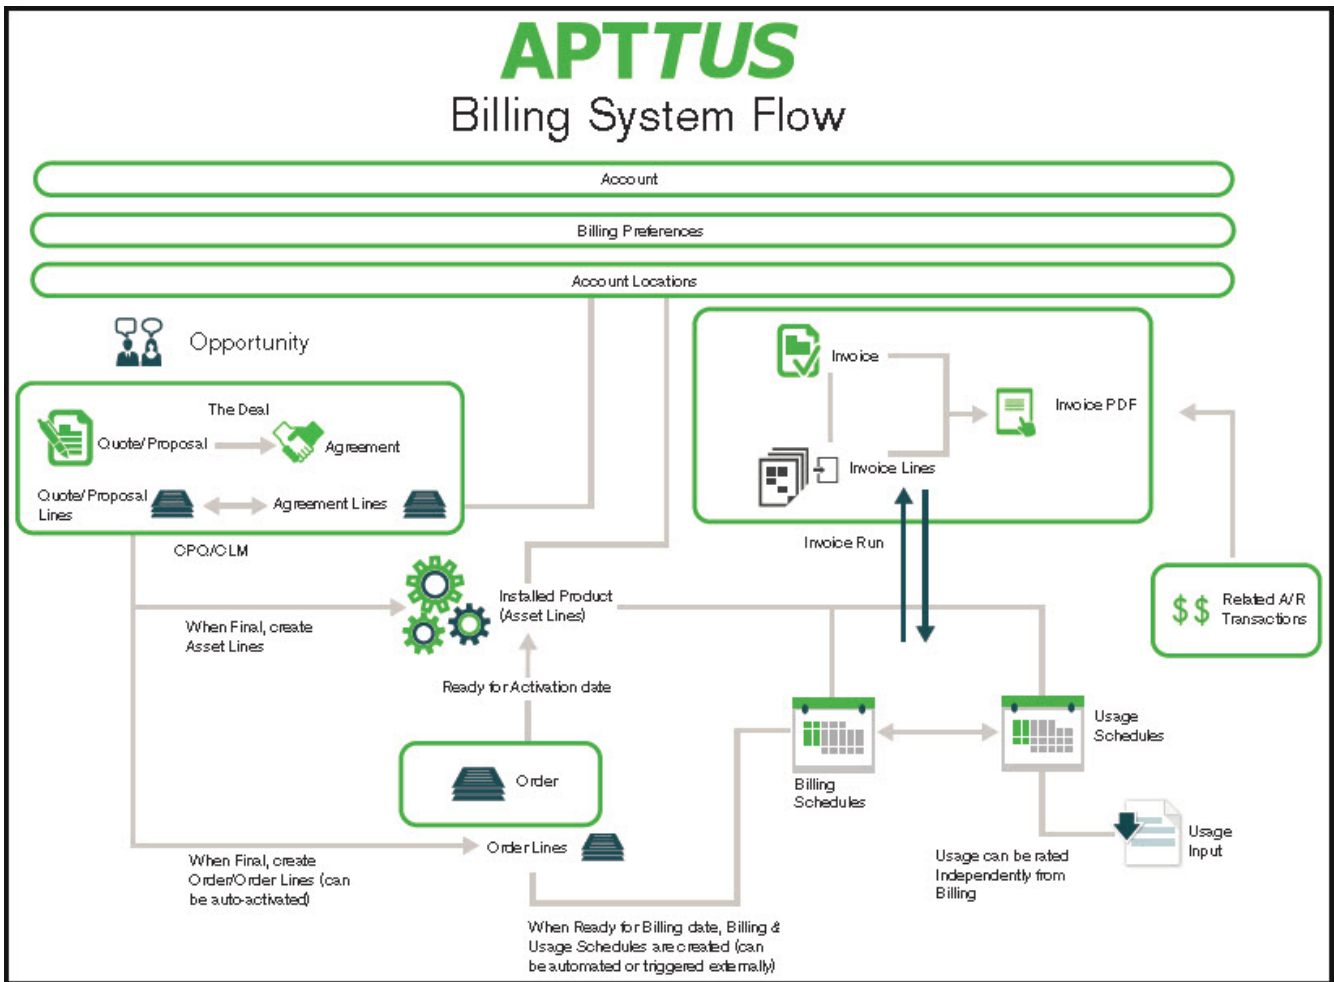 APTTUS
Billing System Flow
Account
Billing Preferences
Account Locations
Opportunity
The Deal
Quote/Proposal
Agreement
Quote/Proposal
Lines
Agreement Lines
CPQ/CLM
When Final, create
Asset Lines
Installed Product
(Asset Lines)
Ready for Activation date
Order
Order Lines
When Final, create
Order/Order Lines (can
be auto-activated)
When Ready for Billing date, Billing &
Usage Schedules are created (can
be automated or triggered externally)
Invoice
Invoice PDF
Invoice Lines
Invoice Run
$$ Related A/R
Transactions
Billing
Schedules
Usage
Schedules
Usage
Input
Usage can be rated
Independently from
Billing